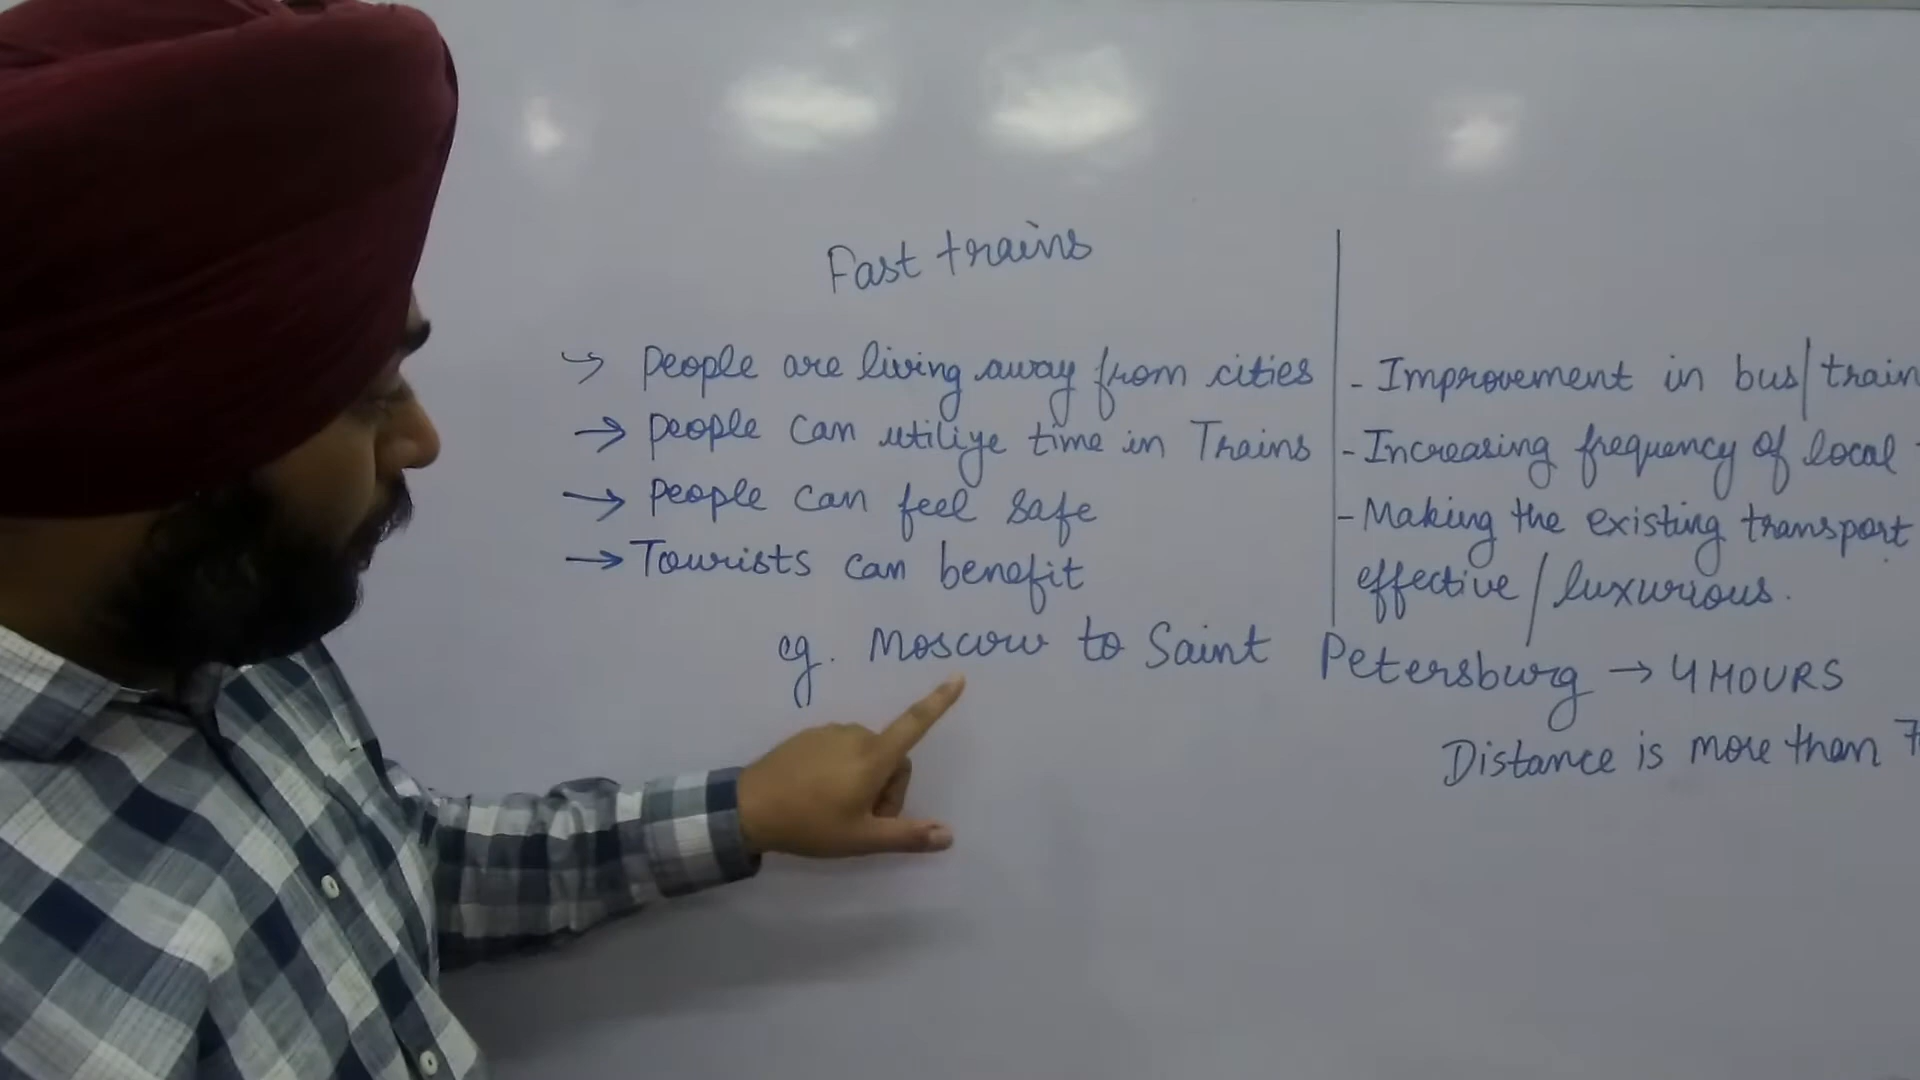 Fast trains
→ People are living away from cities
→ People can utilize time in Trains
→ People can feel safe
→ Tourists can benefit
eg. Moscow to Saint Petersburg → 4 HOURS
Distance is more than 7
- Improvement in bus/train
- Increasing frequency of local
- Making the existing transport
effective/luxurious.